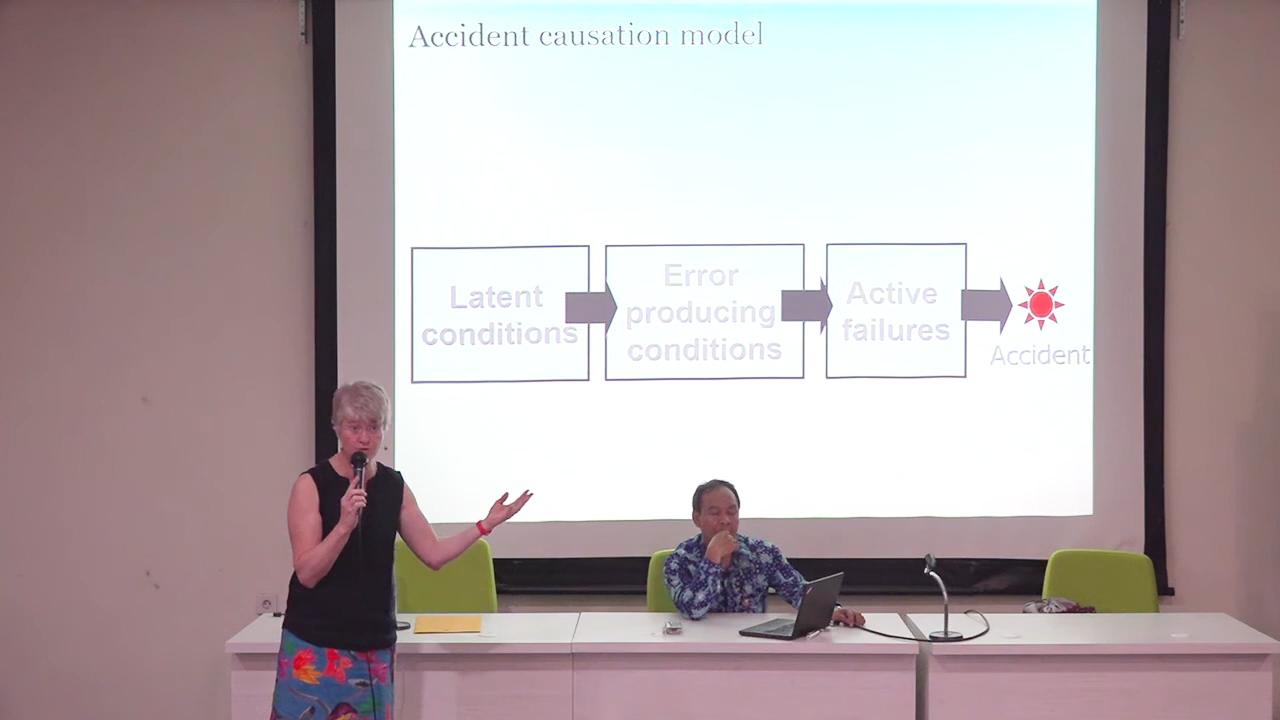 Accident causation model
Latent
conditions
Error
producing
conditions
Active
failures
Accident